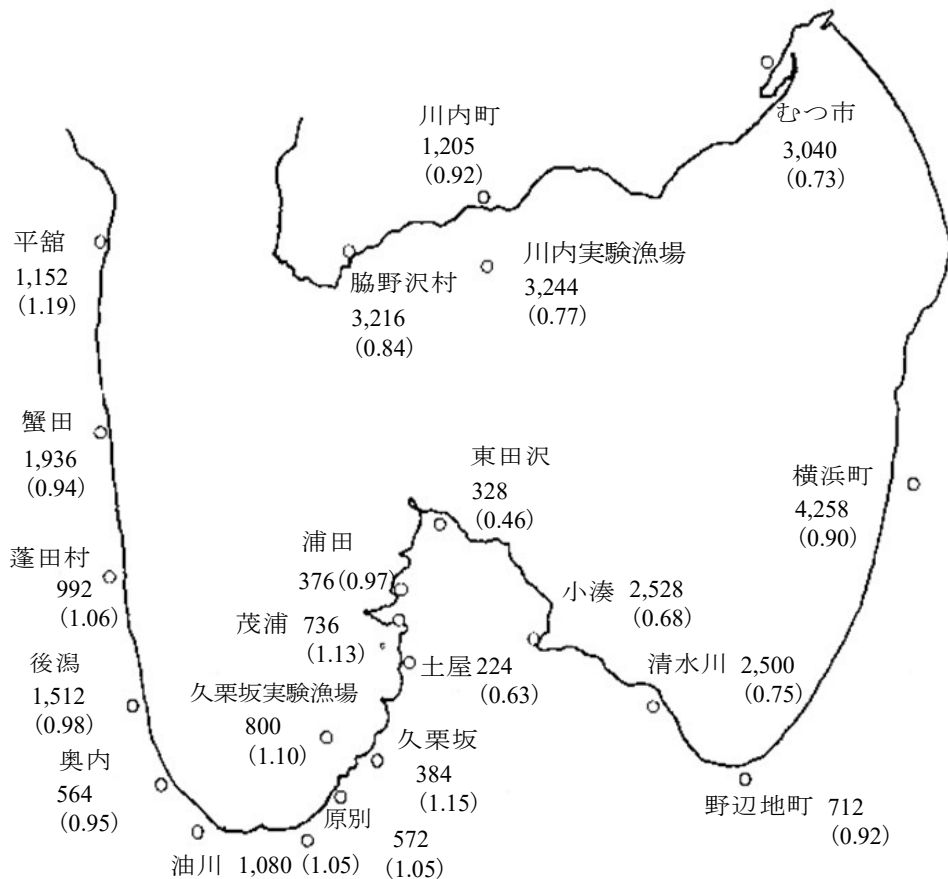 川内町
1,205
(0.92)
むつ市
3,040
(0.73)
平舘
1,152
(1.19)
脇野沢村
3,216
(0.84)
川内実験漁場
3,244
(0.77)
蟹田
1,936
(0.94)
東田沢
328
(0.46)
横浜町
4,258
(0.90)
浦田
376(0.97)
蓬田村
992
(1.06)
茂浦 736
(1.13)
小湊 2,528
(0.68)
土屋 224
(0.63)
清水川 2,500
(0.75)
後潟
1,512
(0.98)
久栗坂実験漁場
800
(1.10)
久栗坂
384
(1.15)
奥内
564
(0.95)
原別
572
(1.05)
野辺地町 712
(0.92)
油川 1,080 (1.05)